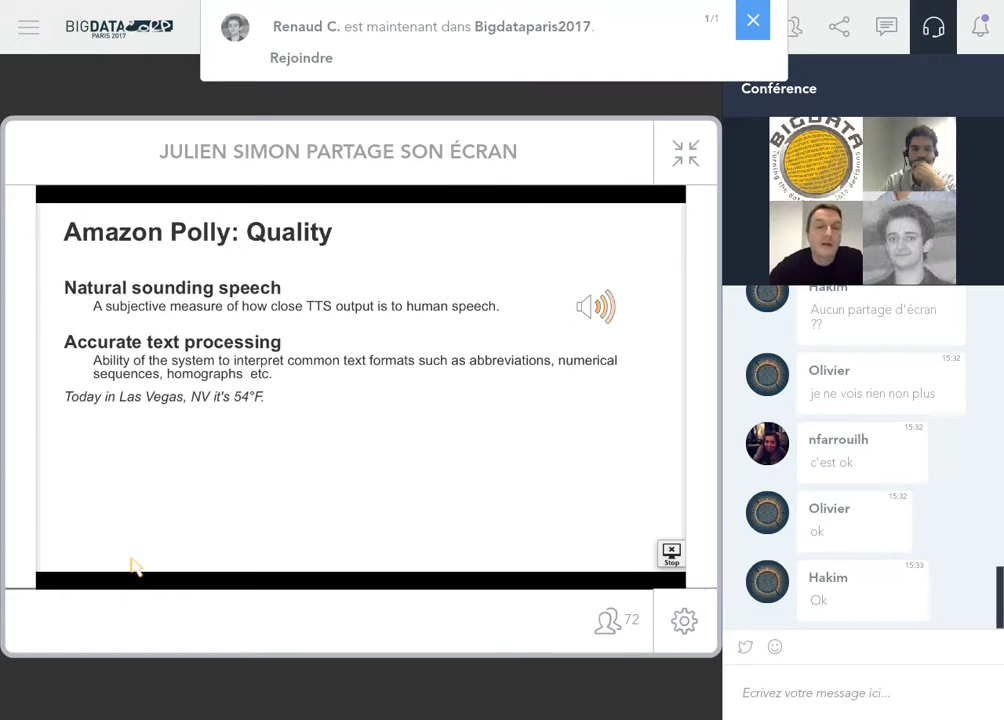 BIGDATA
PARIS 2017
Renaud C. est maintenant dans Bigdataparis2017.
1/1
Rejoindre
Conférence
BIGDATA
JULIEN SIMON PARTAGE SON ÉCRAN
Amazon Polly: Quality
Natural sounding speech
A subjective measure of how close TTS output is to human speech.
Accurate text processing
Ability of the system to interpret common text formats such as abbreviations, numerical
sequences, homographs etc.
Today in Las Vegas, NV it's 54°F.
Stop
72
Hakim
Aucun partage d'écran
??
15:32
Olivier
je ne vois rien non plus
15:32
nfarrouilh
c'est ok
15:32
Olivier
ok
15:33
Hakim
Ok
Ecrivez votre message ici...